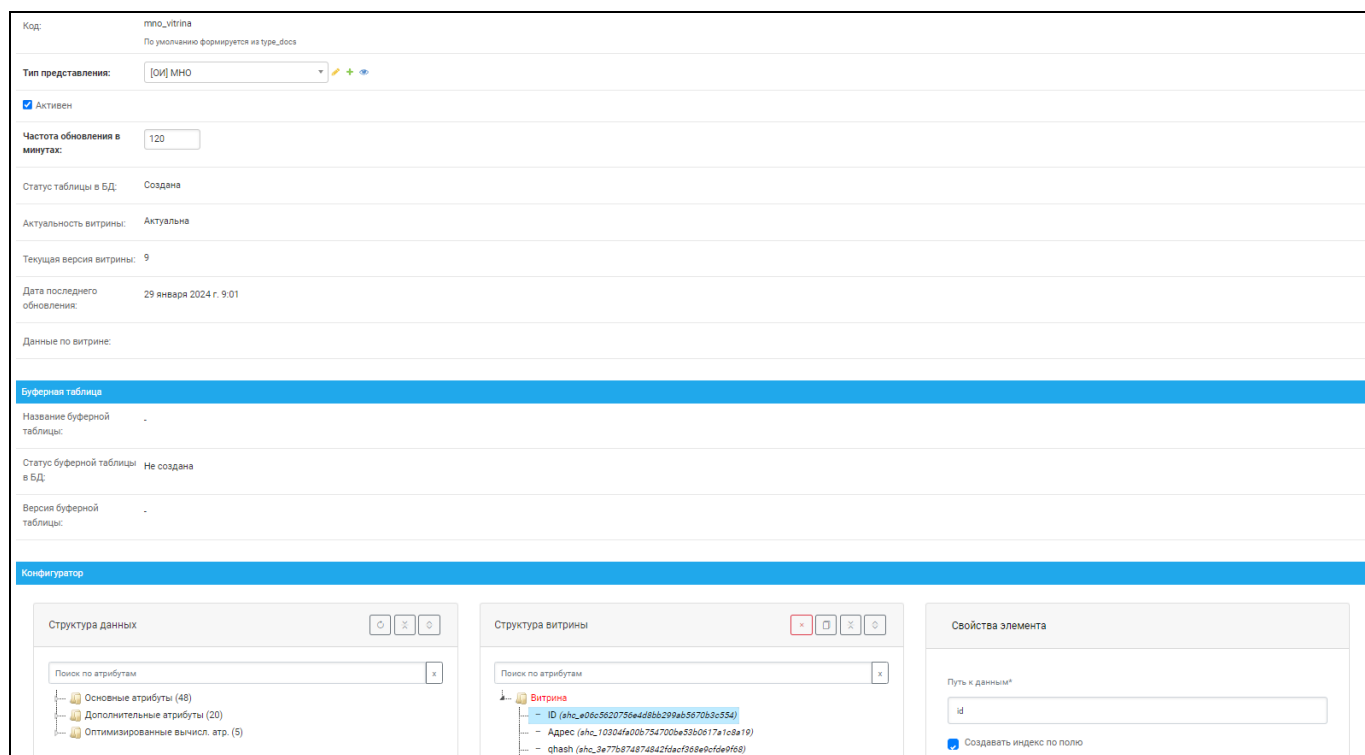 Код:
mno_vitrina
По умолчанию формируется из type_docs
Тип представления:
[ОИ] МНО
Активен
Частота обновления в
минутах:
120
Статус таблицы в БД:
Создана
Актуальность витрины:
Актуальна
Текущая версия витрины:
9
Дата последнего
обновления:
29 января 2024 г. 9:01
Данные по витрине:
Буферная таблица
Название буферной
таблицы:
-
Статус буферной таблицы
в БД:
Не создана
Версия буферной
таблицы:
-
Конфигуратор
Структура данных
Поиск по атрибутам
x
Основные атрибуты (48)
Дополнительные атрибуты (20)
Оптимизированные вычисл. атр. (5)
Структура витрины
Поиск по атрибутам
x
Витрина
ID (shc_e06c5620756e4d8bb299ab5670b3c554)
Адрес (shc_10304fa00b754700be53b0617a1c8a19)
qhash (shc_3e77b874874842fdacf368e9cfde9f68)
Свойства элемента
Путь к данным*
id
Создавать индекс по полю